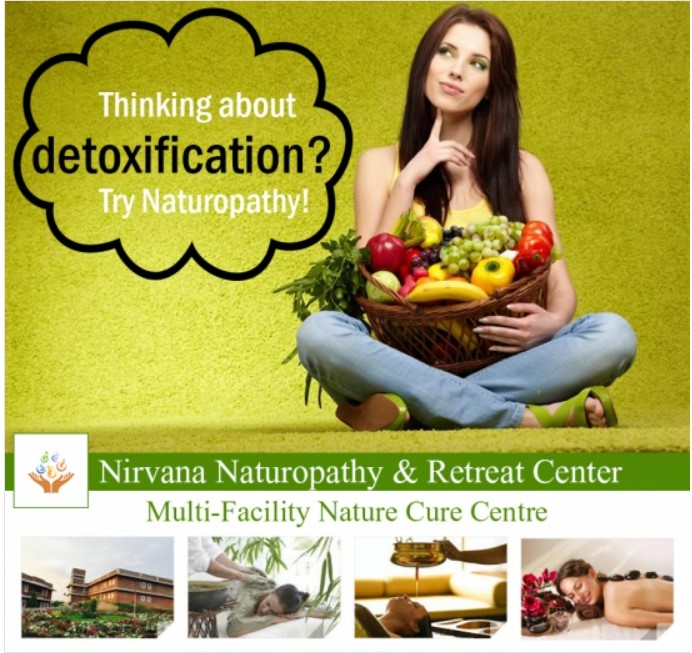 Thinking about
detoxification?
Try Naturopathy!
Nirvana Naturopathy & Retreat Center
Multi-Facility Nature Cure Centre